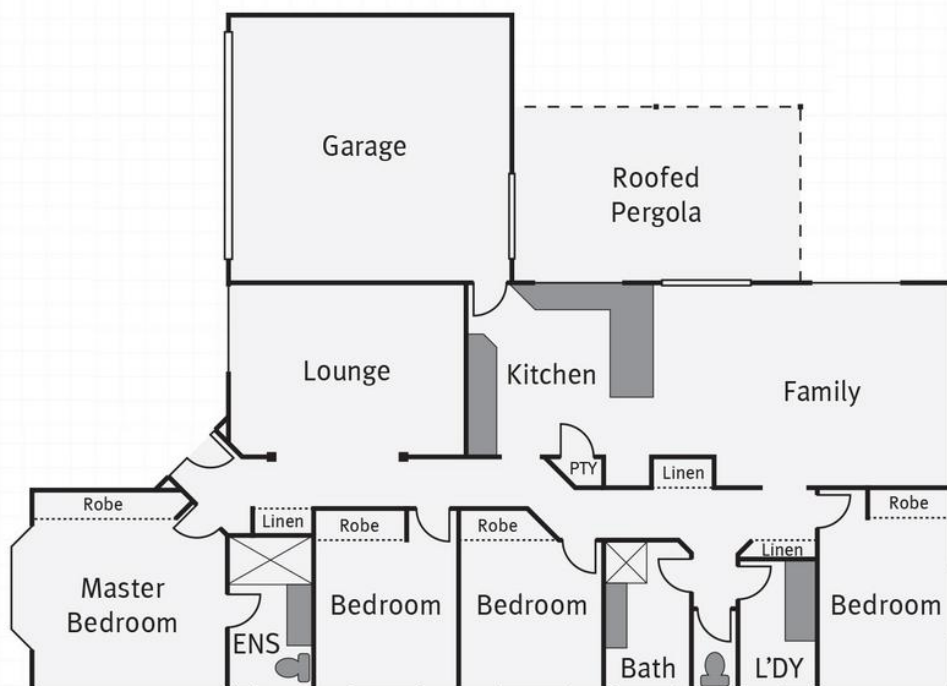 Garage
Roofed
Pergola
Lounge
Kitchen
Family
PTY
Linen
Robe
Linen
Robe
Robe
Linen
Robe
Master
Bedroom
ENS
Bedroom
Bedroom
Bath
L'DY
Bedroom